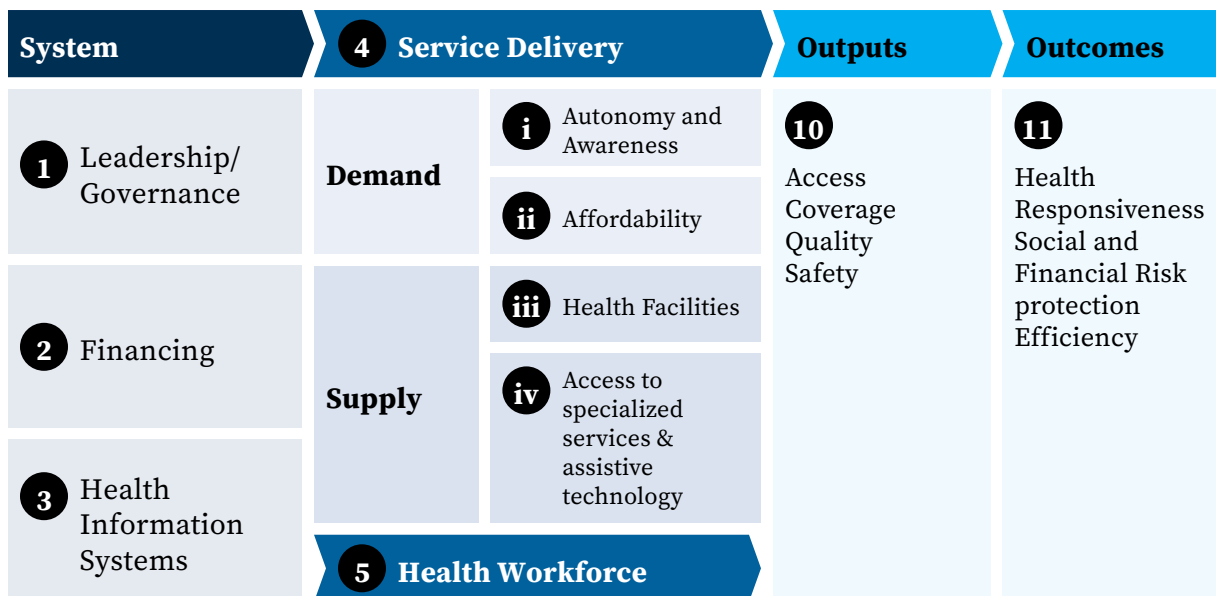 System
4 Service Delivery
Outputs
Outcomes
1 Leadership/
Governance
2 Financing
3 Health
Information
Systems
Demand
i Autonomy and
Awareness
ii Affordability
Supply
iii Health Facilities
iv Access to
specialized
services &
assistive
technology
5 Health Workforce
10
Access
Coverage
Quality
Safety
11
Health
Responsiveness
Social and
Financial Risk
protection
Efficiency